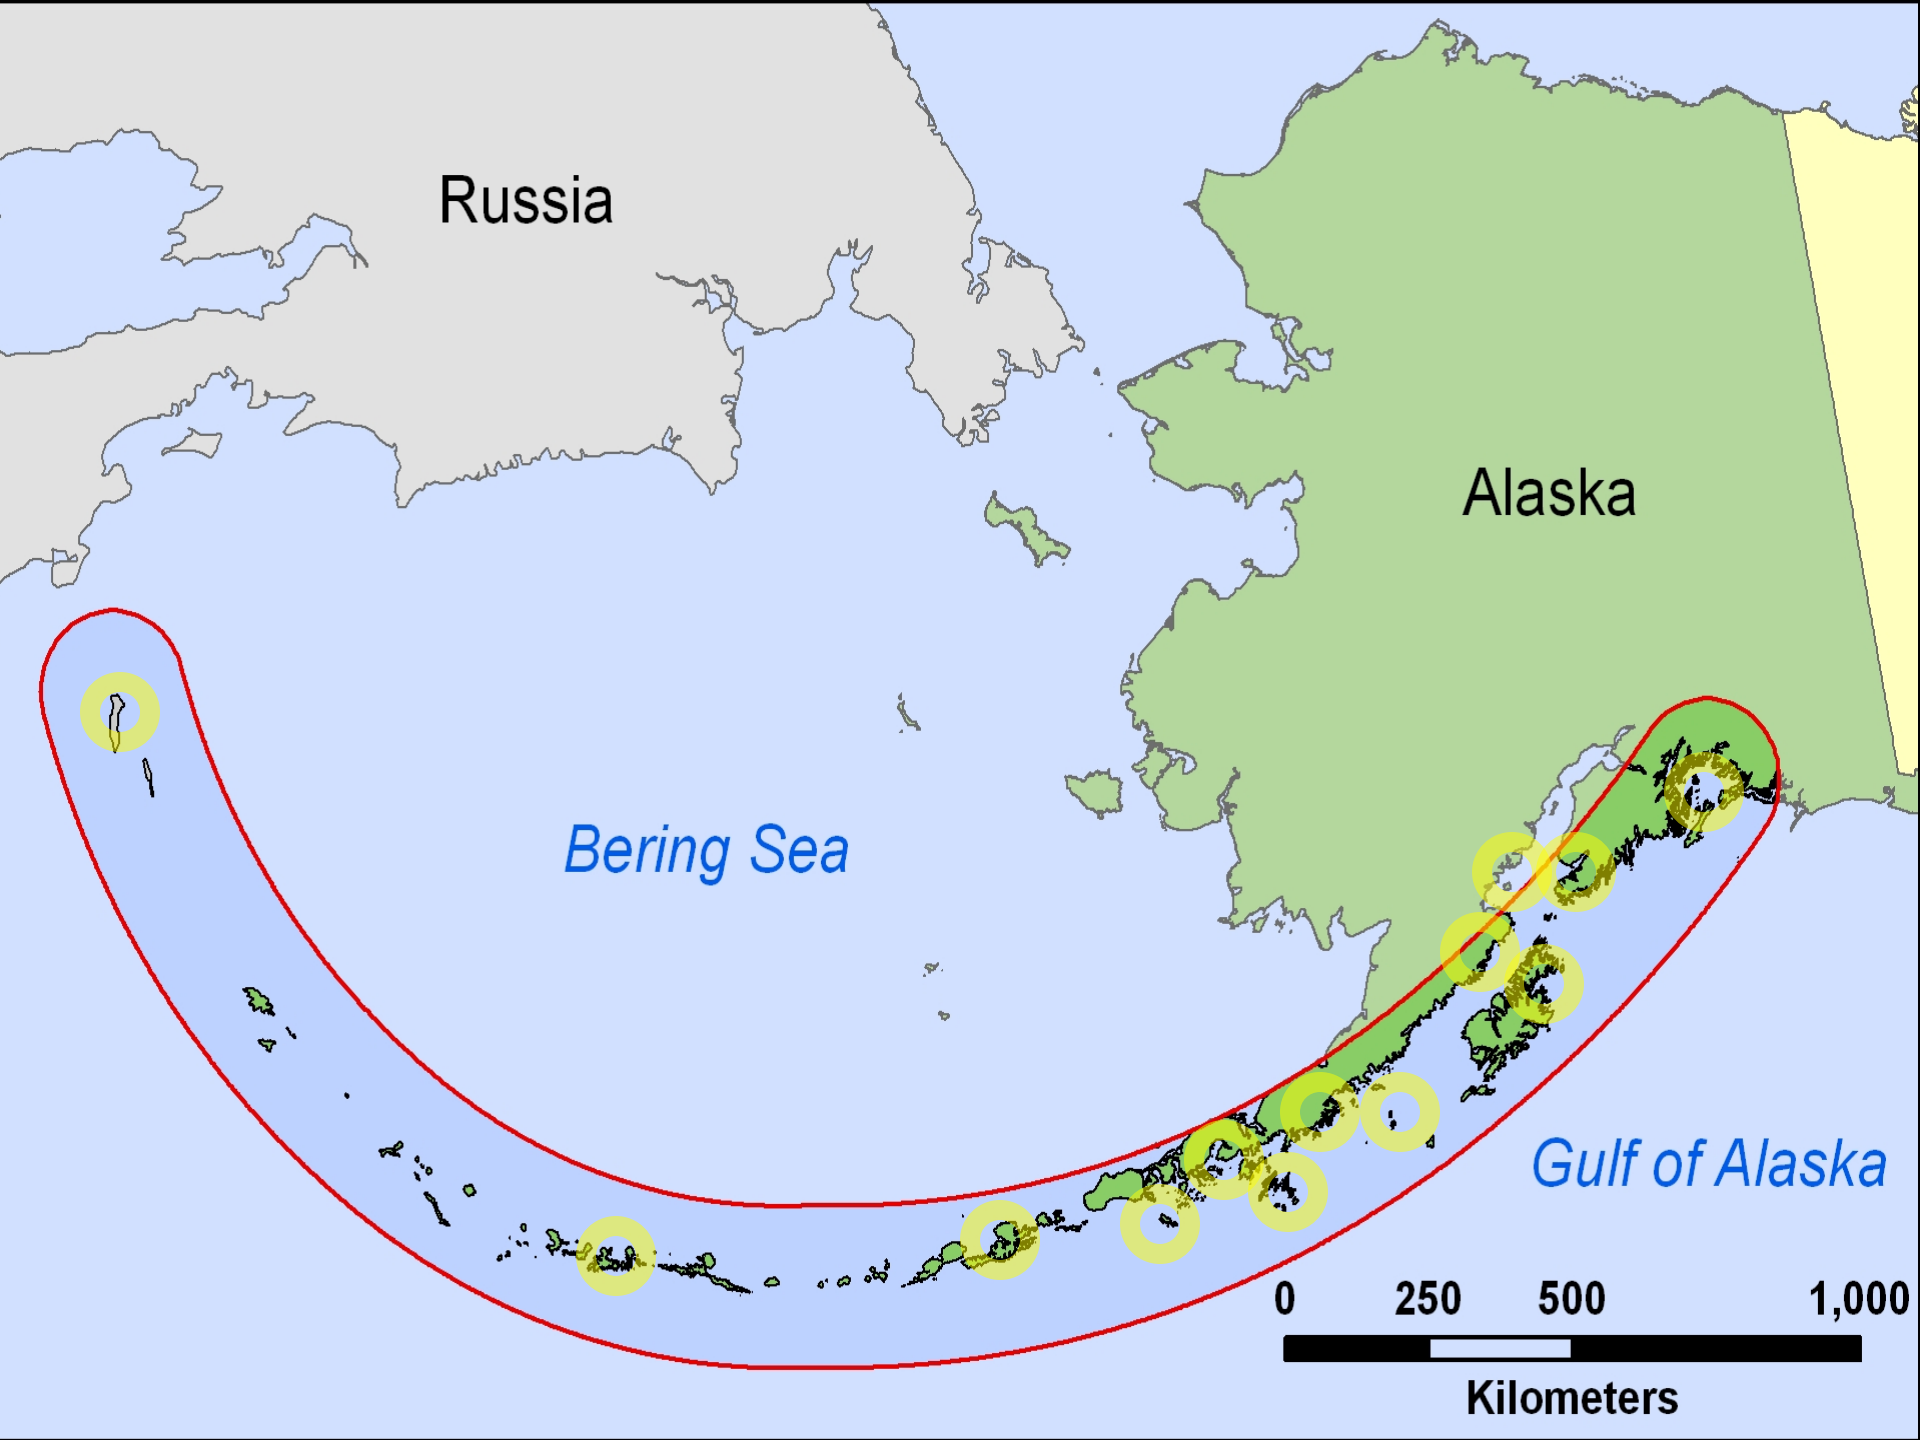 Russia
Alaska
Bering Sea
Gulf of Alaska
0 250 500 1,000
Kilometers